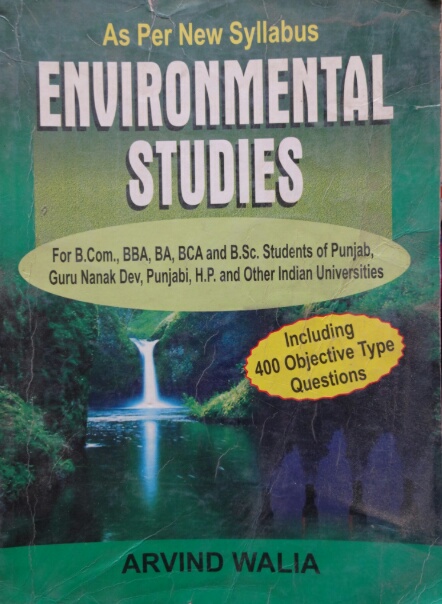 As Per New Syllabus
ENVIRONMENTAL
STUDIES
For B.Com., BBA, BA, BCA and B.Sc. Students of Punjab,
Guru Nanak Dev, Punjabi, H.P. and Other Indian Universities
Including
400 Objective Type
Questions
ARVIND WALIA